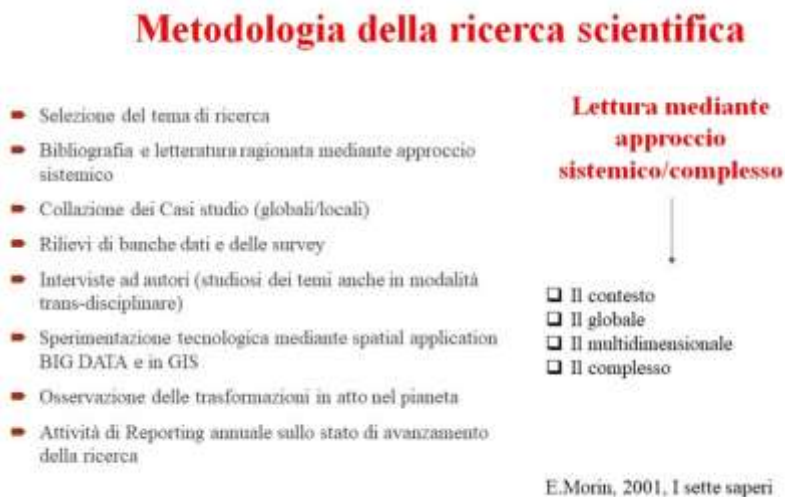 Metodologia della ricerca scientifica
Selezione del tema di ricerca
Bibliografia e letteratura ragionata mediante approccio
sistemico
Collazione dei Casi studio (globali/locali)
Rilievi di banche dati e delle survey
Interviste ad autori (studiosi dei temi anche in modalità
trans-disciplinare)
Sperimentazione tecnologica mediante spatial application
BIG DATA e in GIS
Osservazione delle trasformazioni in atto nel pianeta
Attività di Reporting annuale sullo stato di avanzamento
della ricerca
Lettura mediante
approccio
sistemico/complesso
Il contesto
Il globale
Il multidimensionale
Il complesso
E.Morin, 2001, I sette saperi